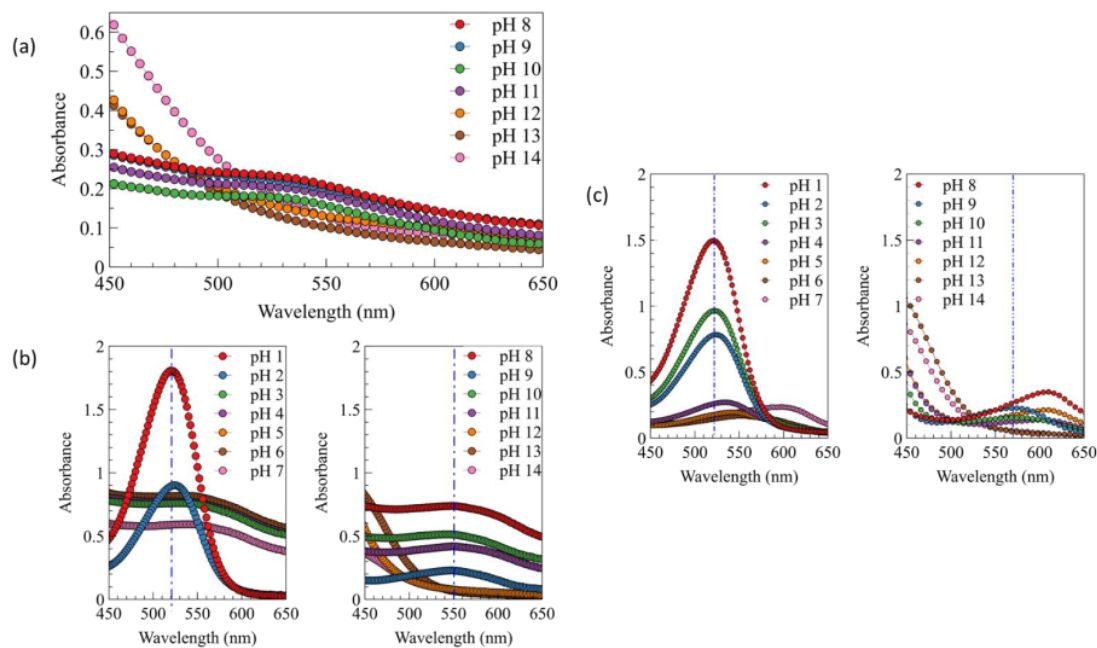 (a)
Absorbance
0.6
0.5
0.4
0.3
0.2
0.1
0
450
500
550
600
650
Wavelength (nm)
pH 8
pH 9
pH 10
pH 11
pH 12
pH 13
pH 14
(b)
Absorbance
2
1.5
1
0.5
0
450
500
550
600
650
Wavelength (nm)
pH 1
pH 2
pH 3
pH 4
pH 5
pH 6
pH 7
Absorbance
2
1.5
1
0.5
0
450
500
550
600
650
Wavelength (nm)
pH 8
pH 9
pH 10
pH 11
pH 12
pH 13
pH 14
(c)
Absorbance
2
1.5
1
0.5
0
450
500
550
600
650
Wavelength (nm)
pH 1
pH 2
pH 3
pH 4
pH 5
pH 6
pH 7
Absorbance
2
1.5
1
0.5
0
450
500
550
600
650
Wavelength (nm)
pH 8
pH 9
pH 10
pH 11
pH 12
pH 13
pH 14